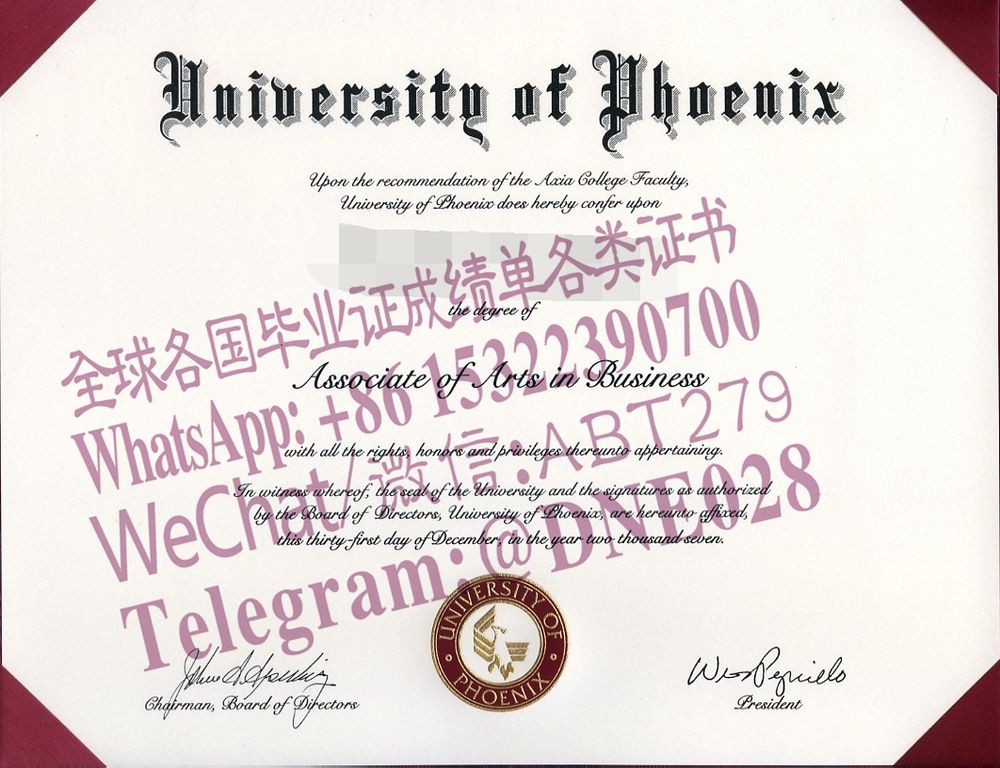 University of Phoenix
Upon the recommendation of the Axia College Faculty,
University of Phoenix does hereby confer upon
全球各国毕业证成绩单各类证书
the degree of
WhatsApp: +86 15322390700
Associate of Arts in Business
WeChat/微信:ABT279
with all the rights, honors and privileges thereunto appertaining.
In witness whereof, the seal of the University and the signatures as authorized
by the Board of Directors, University of Phoenix, are hereunto affixed,
this thirty-first day of December, in the year two thousand seven.
Telegram:@DNE028
UNIVERSITY OF
PHOENIX
Chairman, Board of Directors
President